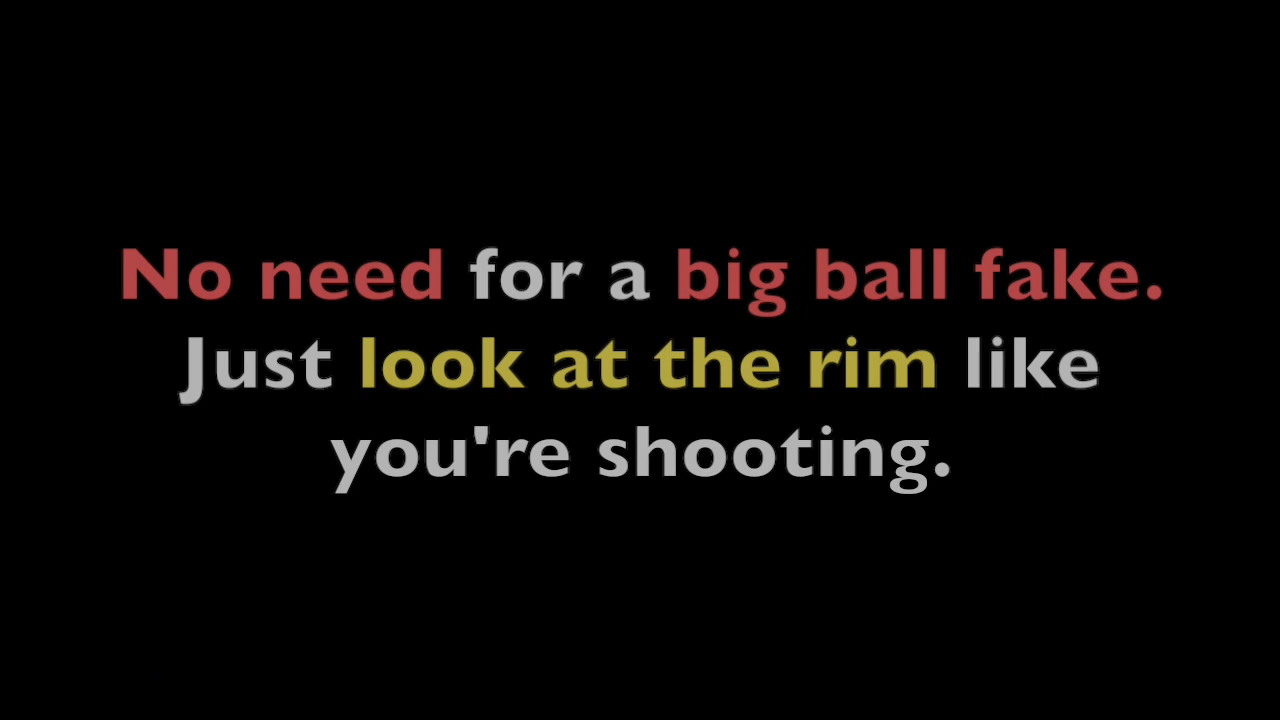 No need for a big ball fake.
Just look at the rim like
you're shooting.